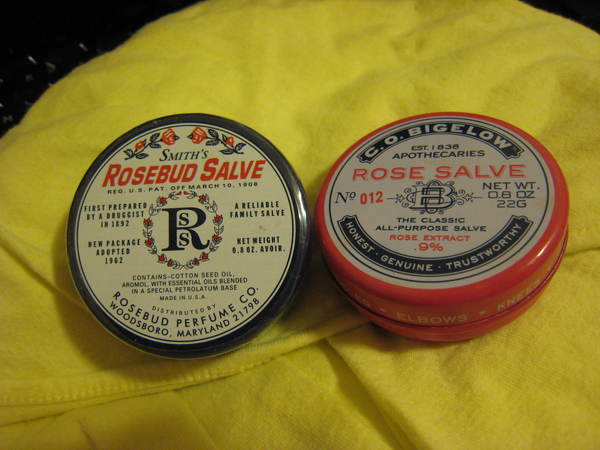 SMITH'S
ROSEBUD SALVE
REG. U.S. PAT. OFF MARCH 10, 1908
FIRST PREPARED
BY A DRUGGIST
IN 1892
NEW PACKAGE
ADOPTED
1962
R
S S
A RELIABLE
FAMILY SALVE
NET WEIGHT
0.8 OZ. AVOIR.
CONTAINS-COTTON SEED OIL,
AROMOL, WITH ESSENTIAL OILS BLENDED
IN A SPECIAL PETROLATUM BASE
MADE IN U.S.A.
DISTRIBUTED BY
ROSEBUD PERFUME CO.
WOODSBORO, MARYLAND 21798
C.O. BIGELOW
EST. 1838
APOTHECARIES
ROSE SALVE
Nº 012
NET WT.
0.8 OZ
22G
THE CLASSIC
ALL-PURPOSE SALVE
ROSE EXTRACT
.9%
HONEST · GENUINE · TRUSTWORTHY
ELBOWS